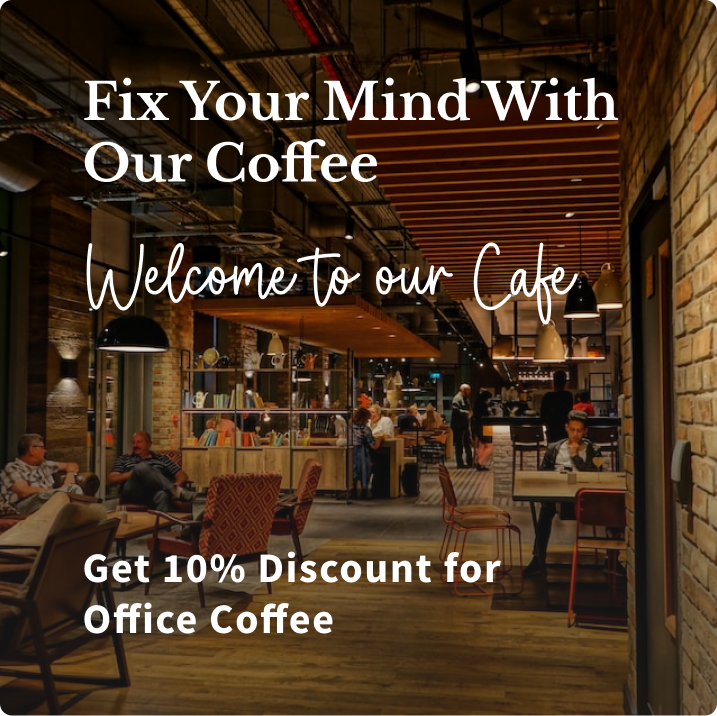 Fix Your Mind With
Our Coffee
Welcome to our Cafe
Get 10% Discount for
Office Coffee